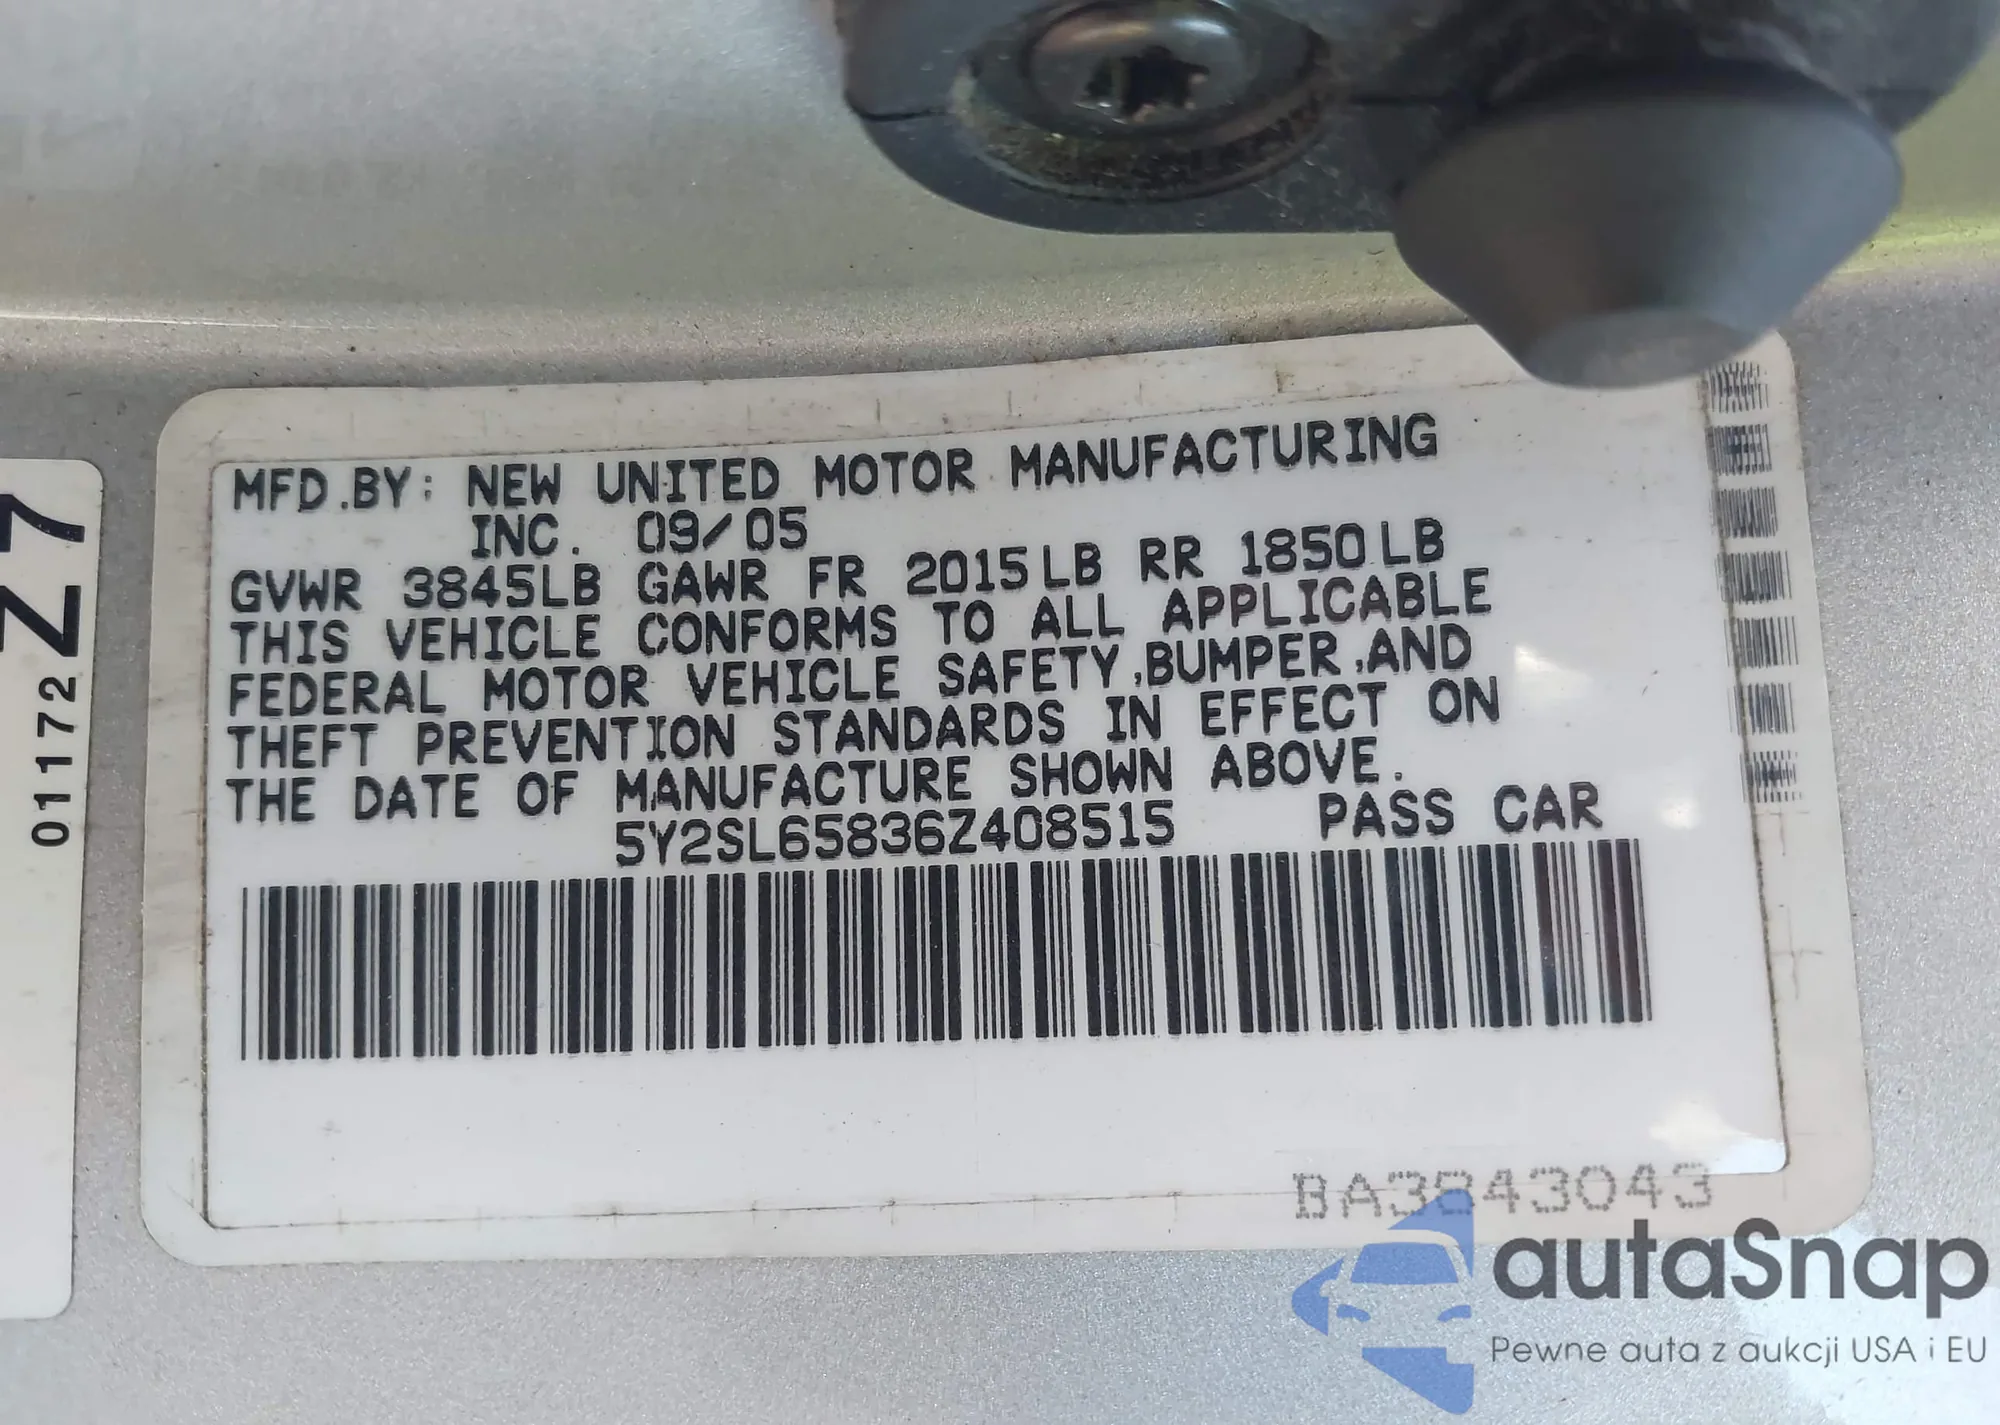 MFD.BY: NEW UNITED MOTOR MANUFACTURING
INC. 09/05
GVWR 3845LB GAWR FR 2015LB RR 1850LB
THIS VEHICLE CONFORMS TO ALL APPLICABLE
FEDERAL MOTOR VEHICLE SAFETY,BUMPER,AND
THEFT PREVENTION STANDARDS IN EFFECT ON
THE DATE OF MANUFACTURE SHOWN ABOVE.
5Y2SL65836Z408515 PASS CAR
BA3843043
Z7
01172
autaSnap
Pewne auta z aukcji USA i EU